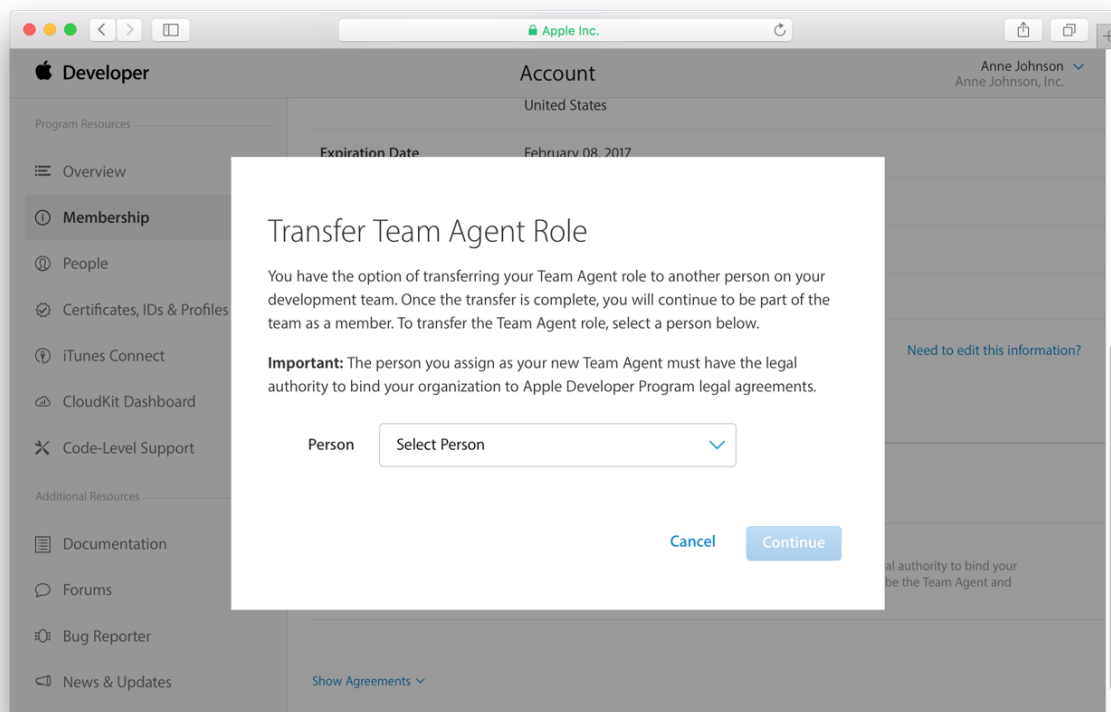 Apple Inc.
Developer
Account
Anne Johnson
Anne Johnson, Inc.
Program Resources
Overview
Membership
People
Certificates, IDs & Profiles
iTunes Connect
CloudKit Dashboard
Code-Level Support
Additional Resources
Documentation
Forums
Bug Reporter
News & Updates
United States
Expiration Date February 08, 2017
Transfer Team Agent Role
You have the option of transferring your Team Agent role to another person on your
development team. Once the transfer is complete, you will continue to be part of the
team as a member. To transfer the Team Agent role, select a person below.
Important: The person you assign as your new Team Agent must have the legal
authority to bind your organization to Apple Developer Program legal agreements.
Person Select Person
Cancel Continue
Need to edit this information?
al authority to bind your
be the Team Agent and
Show Agreements